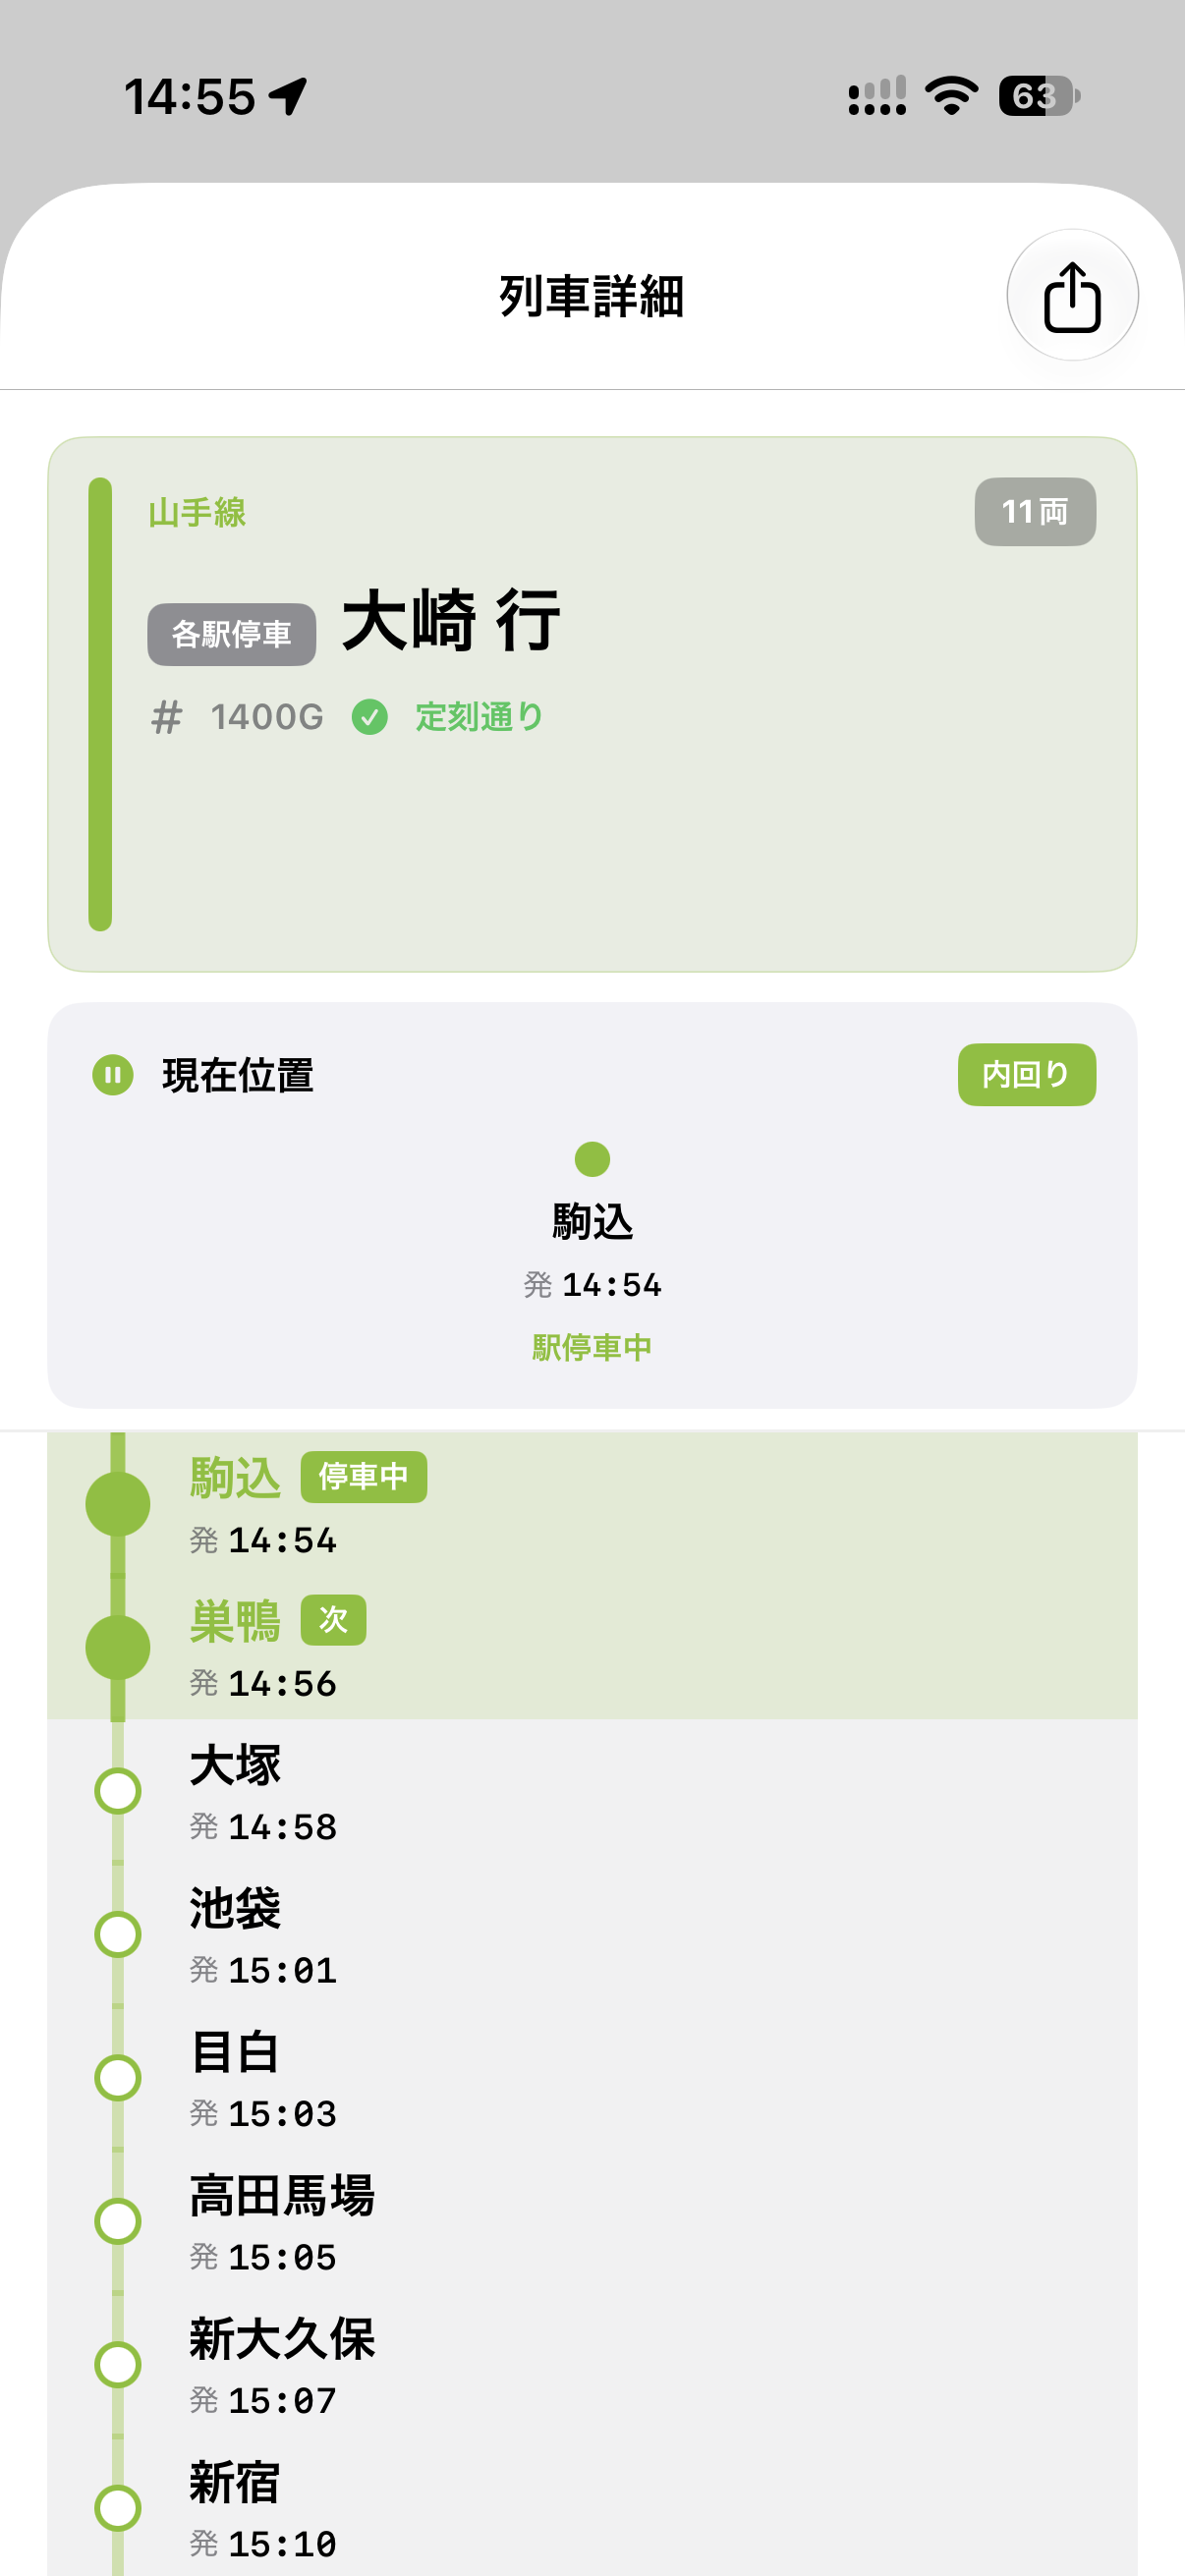 14:55
63
列車詳細
山手線
11両
各駅停車 大崎 行
# 1400G 定刻通り
現在位置
内回り
駒込
発 14:54
駅停車中
駒込 停車中
発 14:54
巣鴨 次
発 14:56
大塚
発 14:58
池袋
発 15:01
目白
発 15:03
高田馬場
発 15:05
新大久保
発 15:07
新宿
発 15:10